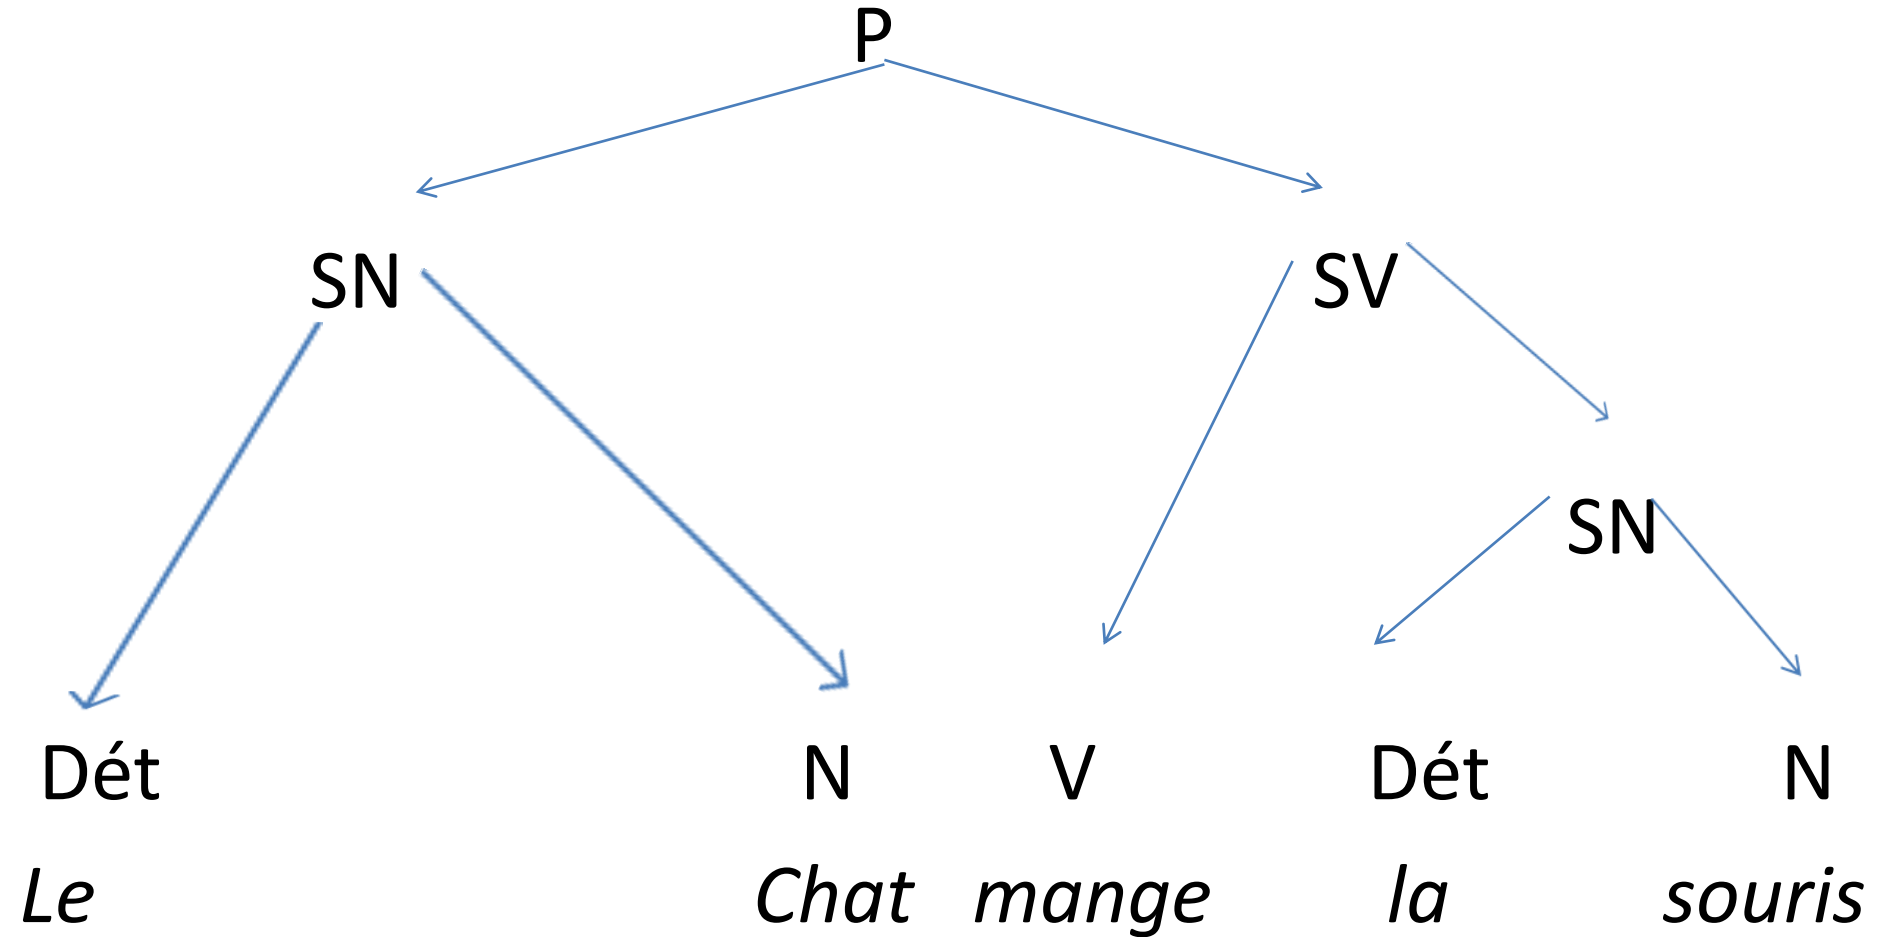 P
SN SV
SN
Dét N V Dét N
Le Chat mange la souris